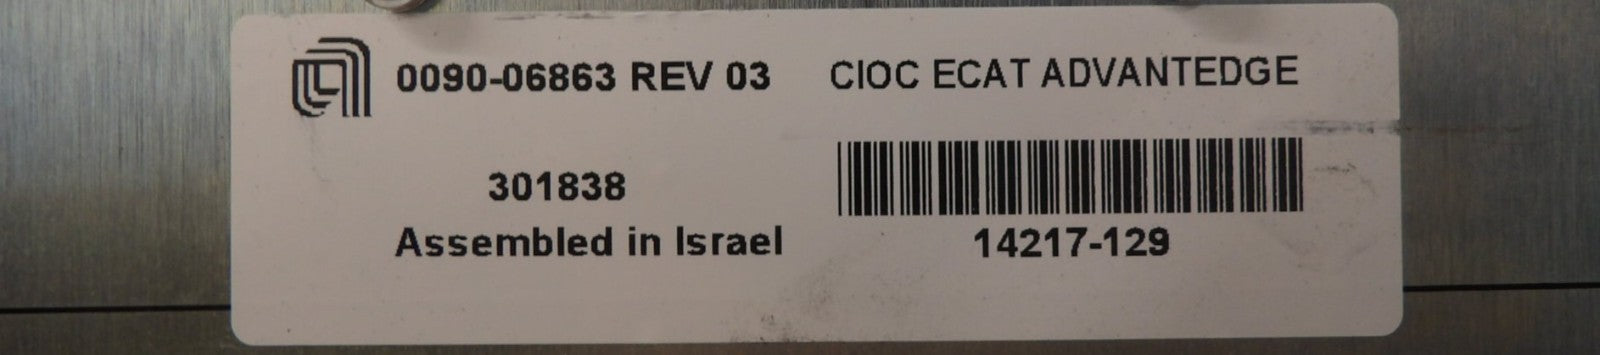 0090-06863 REV 03 CIOC ECAT ADVANTEDGE
301838
Assembled in Israel
14217-129